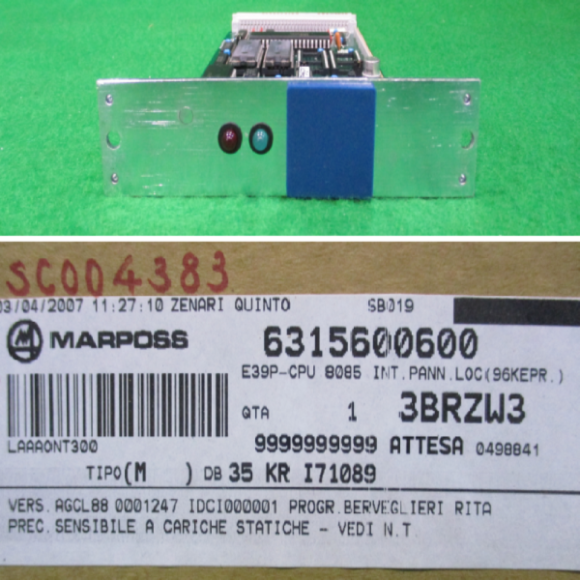 SC004383
03/04/2007 11:27:10 ZENARI QUINTO SB019
MARPOSS 6315600600
E39P-CPU 8085 INT.PANN.LOC(96KEPR.)
QTA 1 3BRZW3
LAAAONT300 9999999999 ATTESA 0498841
TIPO(M ) DB 35 KR I71089
VERS.AGCL88 0001247 IDCI000001 PROGR.BERVEGLIERI RITA
PREC.SENSIBILE A CARICHE STATICHE - VEDI N.T